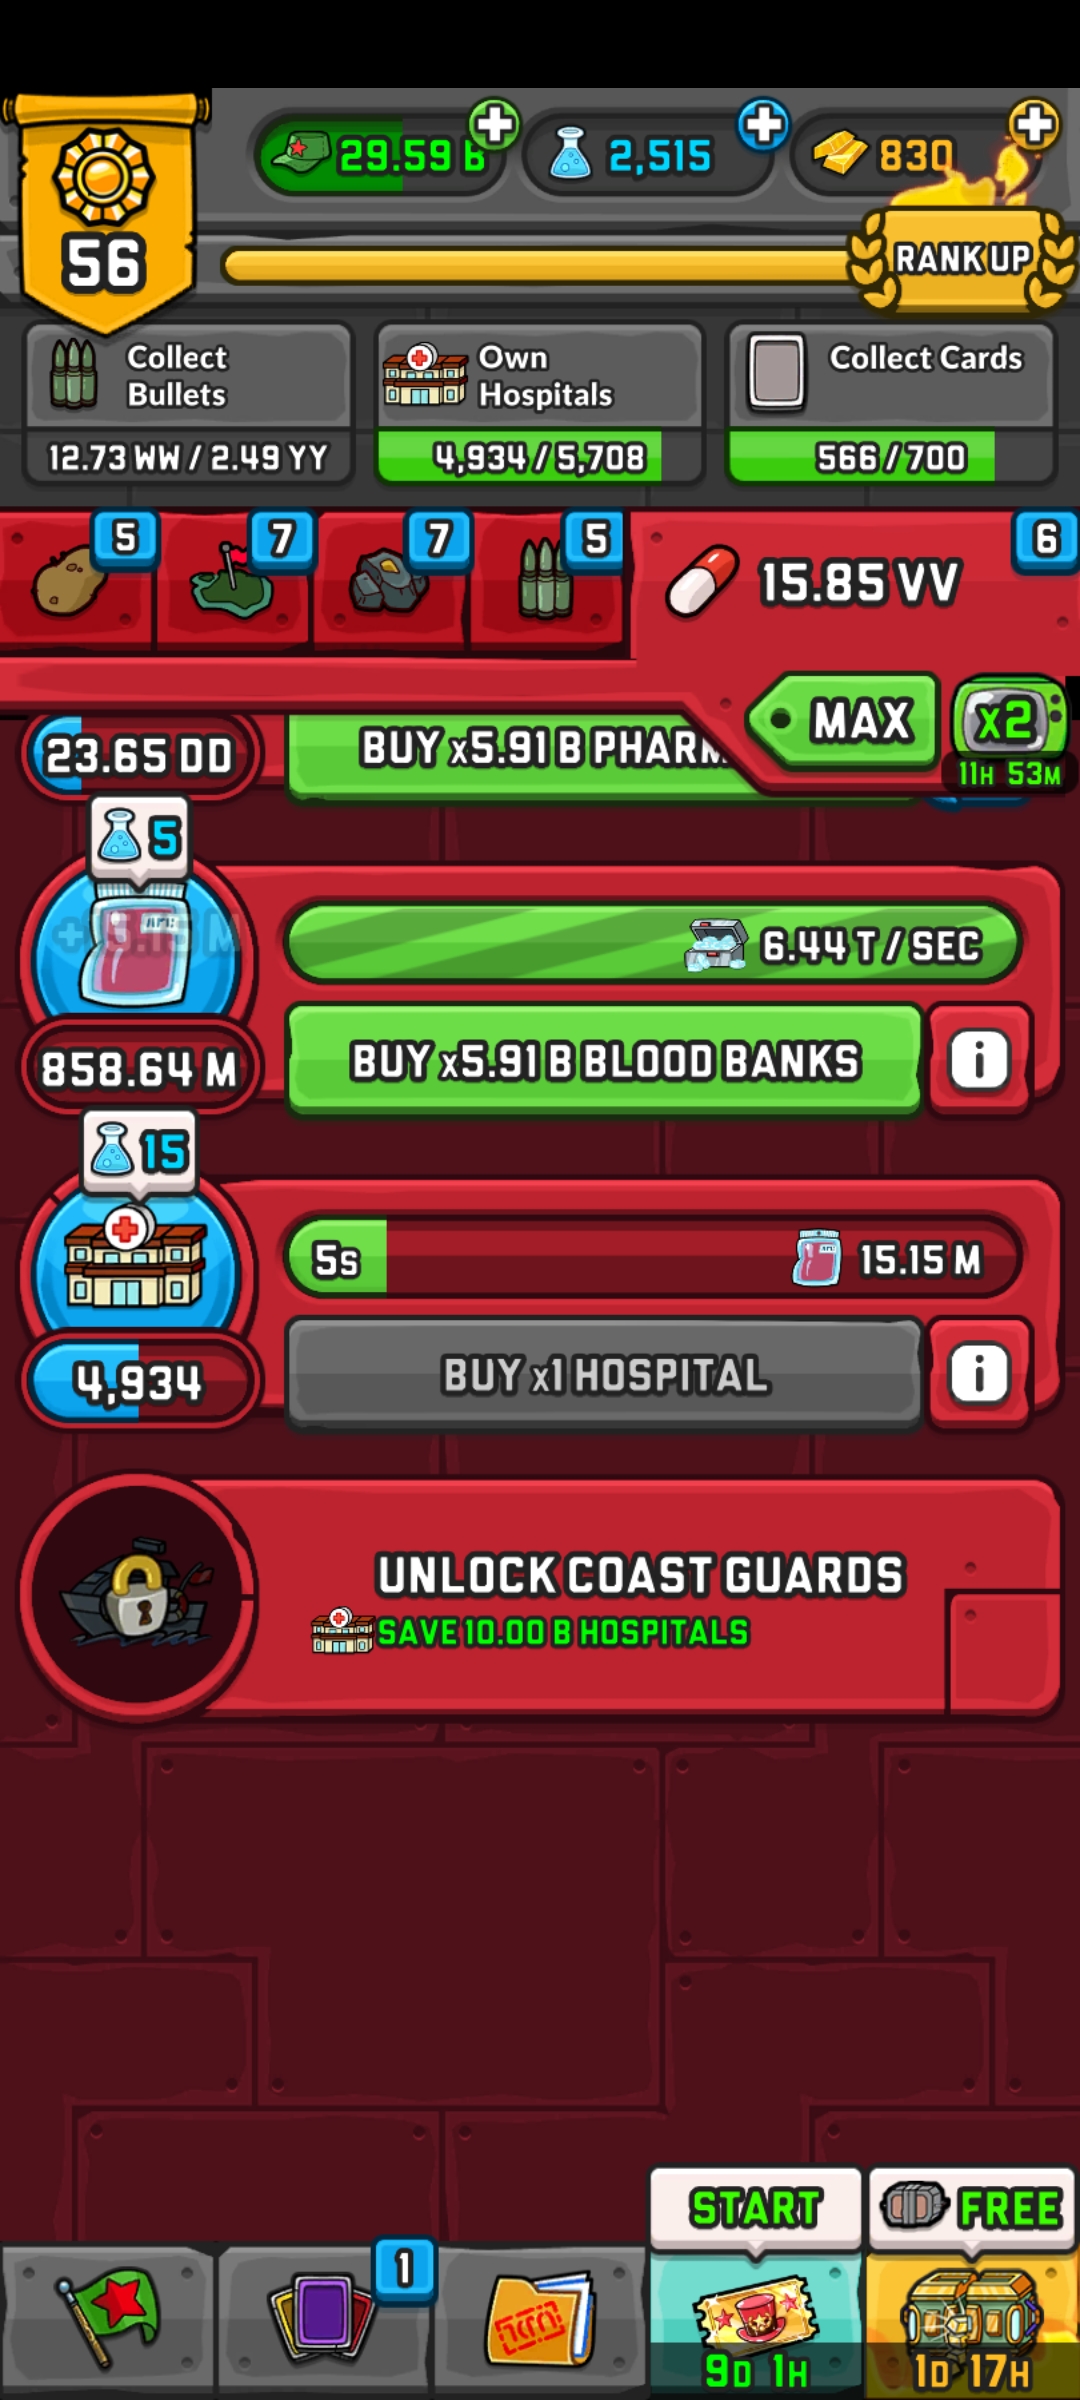 29.59 B
2,515
830
56
RANK UP
Collect
Bullets
Own
Hospitals
Collect Cards
12.73 WW / 2.49 YY
4,934 / 5,708
566 / 700
5
7
7
5
6
15.85 VV
MAX
x2
11H 53M
23.65 DD
BUY x5.91 B PHARM
5
6.44 T / SEC
858.64 M
BUY x5.91 B BLOOD BANKS
i
15
5s
15.15 M
4,934
BUY x1 HOSPITAL
i
UNLOCK COAST GUARDS
SAVE 10.00 B HOSPITALS
START
FREE
1
9D 1H
1D 17H